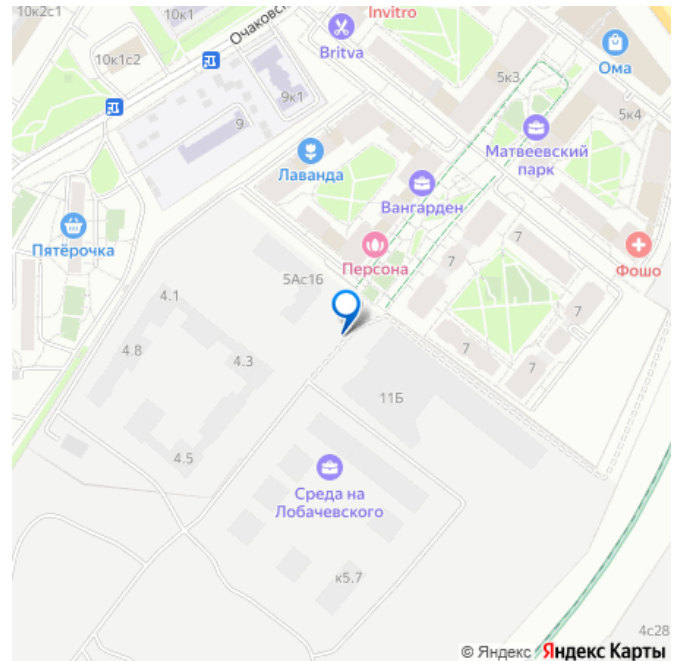 10к2с1
10к1
Invitro
Очаковс
Britva
Ома
10к1с2
5к3
9к1
5к4
9
Матвеевский
парк
Лаванда
Вангарден
Пятёрочка
Персона
7
7
Фошо
5Ас16
4.1
7
7
4.8
4.3
7
11Б
4.5
Среда на
Лобачевского
к5.7
4с28
© Яндекс Яндекс Карты